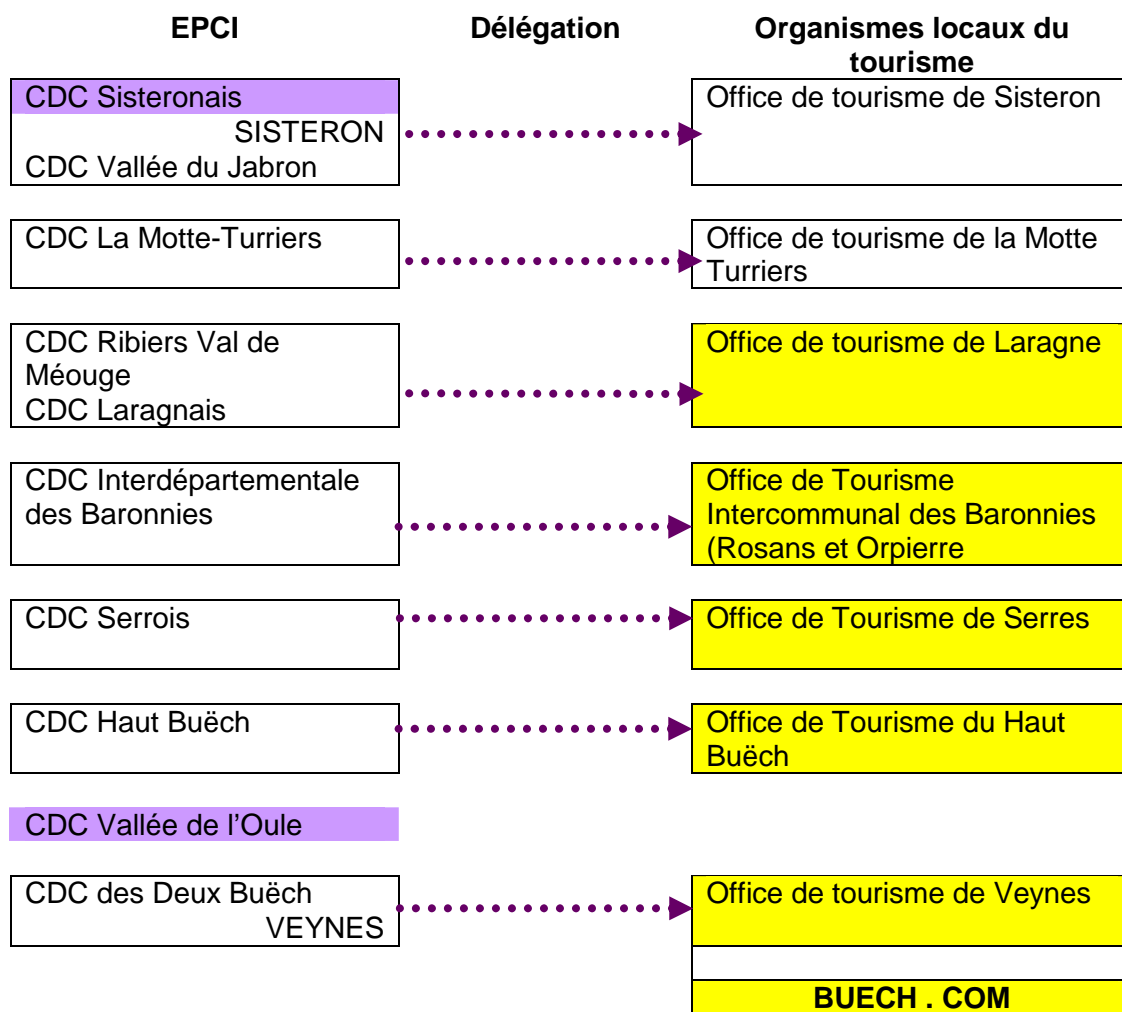 EPCI Délégation Organismes locaux du
tourisme
CDC Sisteronais
SISTERON
CDC Vallée du Jabron
Office de tourisme de Sisteron
CDC La Motte-Turriers
Office de tourisme de la Motte
Turriers
CDC Ribiers Val de
Méouge
CDC Laragnais
Office de tourisme de Laragne
CDC Interdépartementale
des Baronnies
Office de Tourisme
Intercommunal des Baronnies
(Rosans et Orpierre
CDC Serrois
Office de Tourisme de Serres
CDC Haut Buëch
Office de Tourisme du Haut
Buëch
CDC Vallée de l'Oule
CDC des Deux Buëch
VEYNES
Office de tourisme de Veynes
BUECH . COM